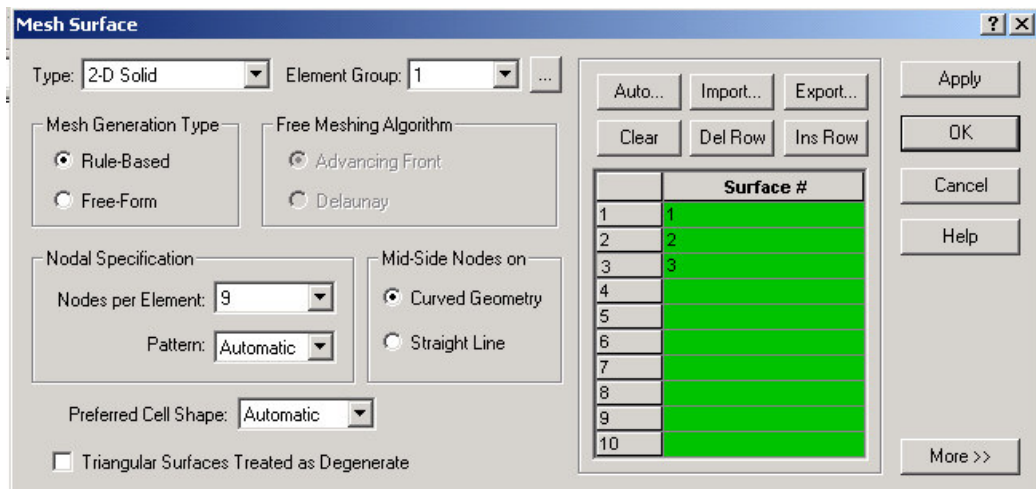 Mesh Surface
Type: 2-D Solid Element Group: 1 ...
Mesh Generation Type
Rule-Based
Free-Form
Free Meshing Algorithm
Advancing Front
Delaunay
Nodal Specification
Nodes per Element: 9
Pattern: Automatic
Mid-Side Nodes on
Curved Geometry
Straight Line
Preferred Cell Shape: Automatic
Triangular Surfaces Treated as Degenerate
Auto... Import... Export...
Clear Del Row Ins Row
Surface #
1 1
2 2
3 3
4
5
6
7
8
9
10
Apply
OK
Cancel
Help
More >>